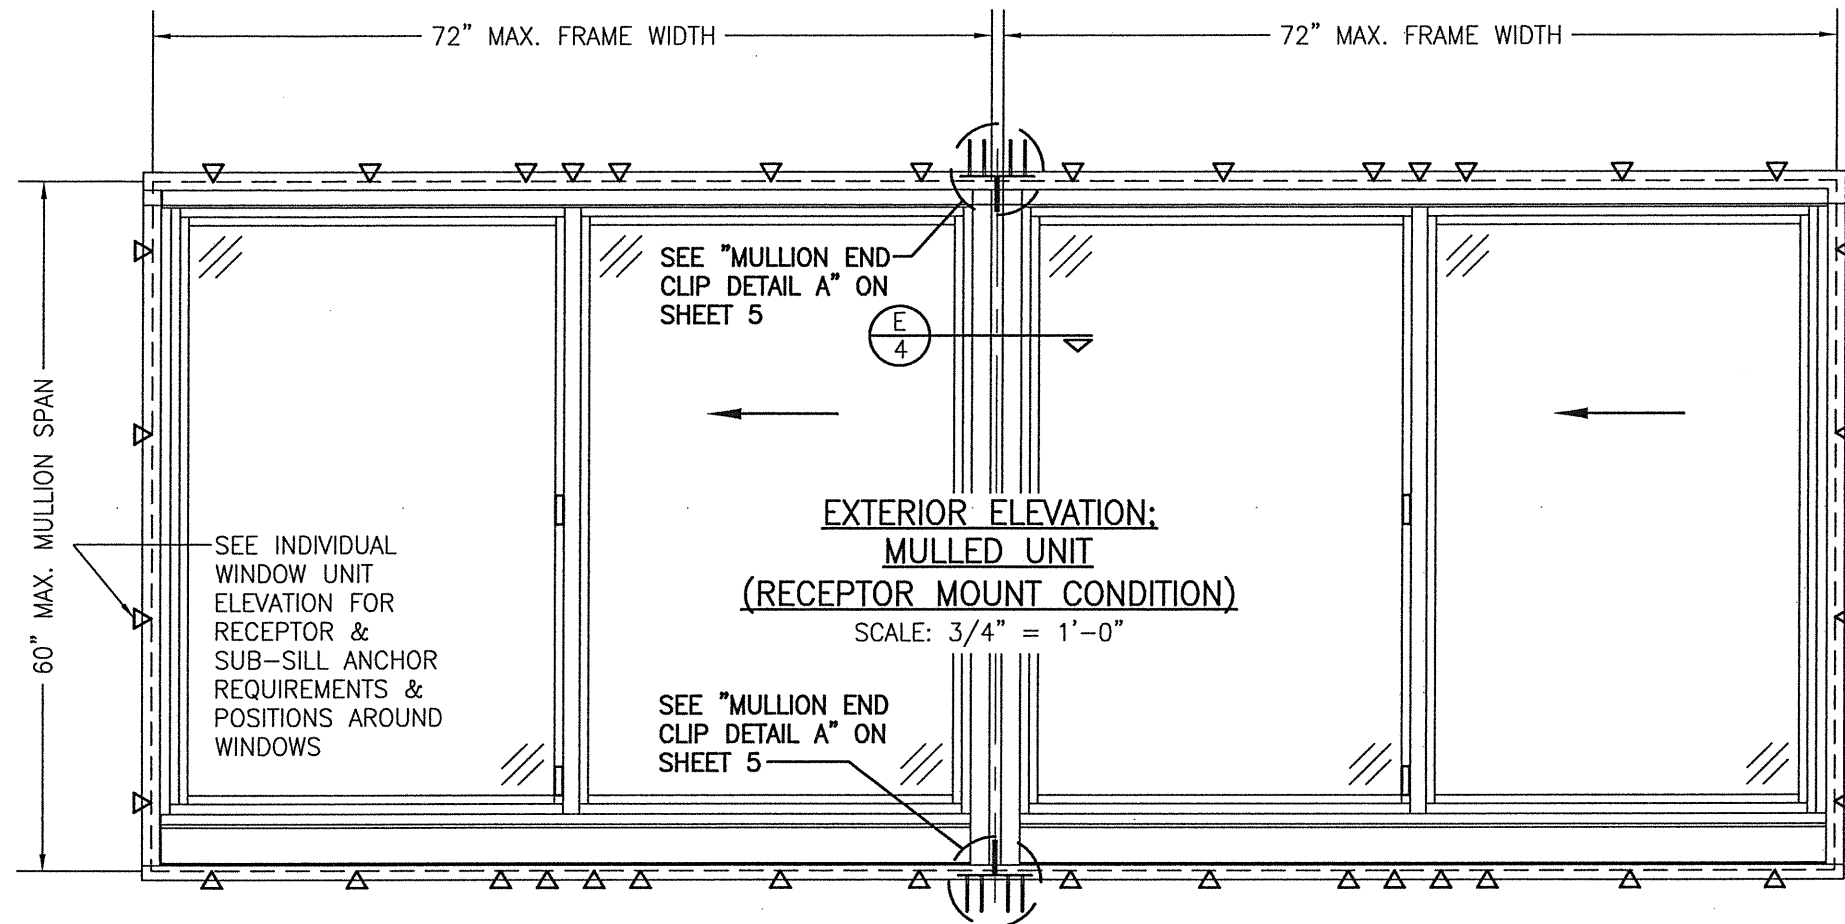 72” MAX. FRAME WIDTH
72” MAX. FRAME WIDTH
60” MAX. MULLION SPAN
SEE ”MULLION END
CLIP DETAIL A” ON
SHEET 5
E
4
EXTERIOR ELEVATION;
MULLED UNIT
(RECEPTOR MOUNT CONDITION)
SCALE: 3/4” = 1’-0”
SEE INDIVIDUAL
WINDOW UNIT
ELEVATION FOR
RECEPTOR &
SUB-SILL ANCHOR
REQUIREMENTS &
POSITIONS AROUND
WINDOWS
SEE ”MULLION END
CLIP DETAIL A” ON
SHEET 5